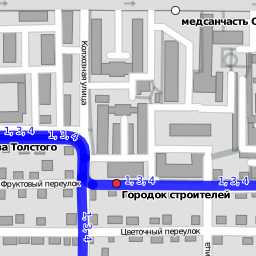 медсанчасть С
Колхозная улица
1, 3, 4
1, 3, 4
ва Толстого
1, 3, 4
1, 3, 4
Фруктовый переулок
Городок строителей
1, 3, 4
Цветочный переулок